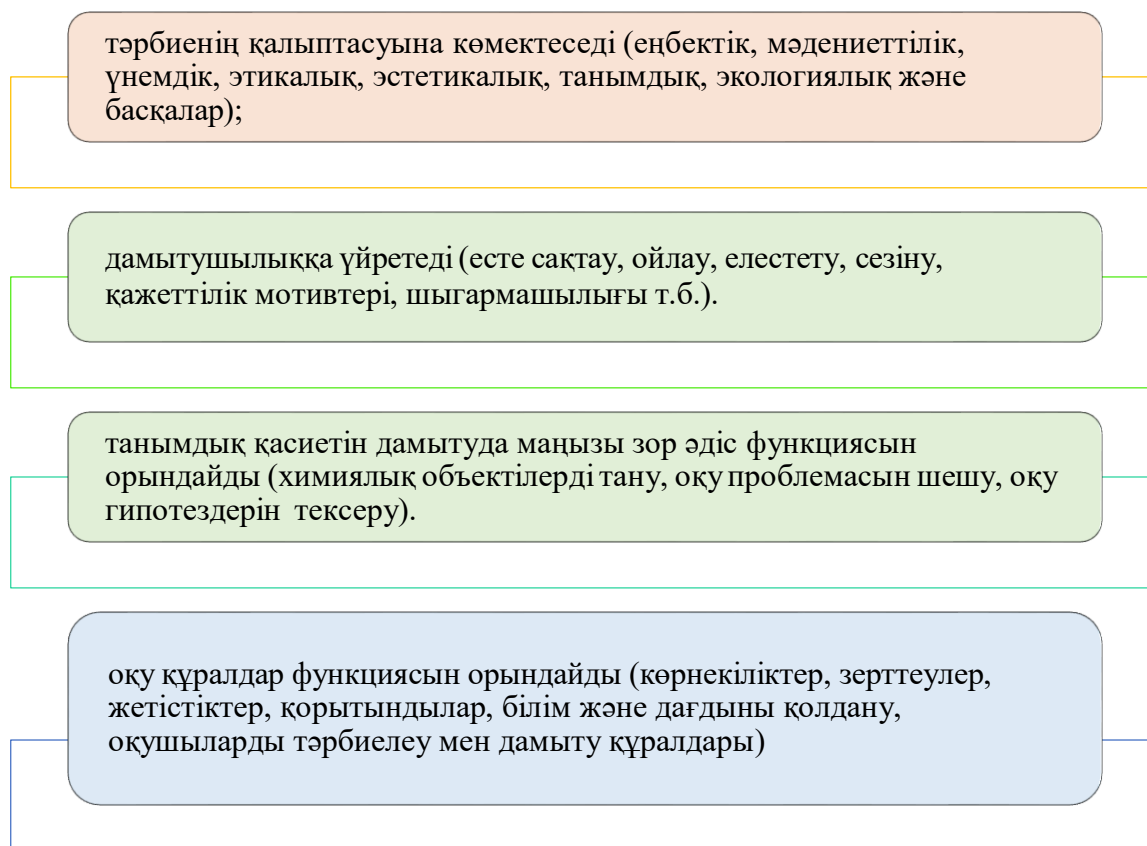 тәрбиенің қалыптасуына көмектеседі (еңбектік, мәдениеттілік,
үнемдік, этикалық, эстетикалық, танымдық, экологиялық және
басқалар);
дамытушылыққа үйретеді (есте сақтау, ойлау, елестету, сезіну,
қажеттілік мотивтері, шыгармашылығы т.б.).
танымдық қасиетін дамытуда маңызы зор әдіс функциясын
орындайды (химиялық объектілерді тану, оқу проблемасын шешу, оқу
гипотездерін тексеру).
оқу құралдар функциясын орындайды (көрнекіліктер, зерттеулер,
жетістіктер, қорытындылар, білім және дағдыны қолдану,
оқушыларды тәрбиелеу мен дамыту құралдары)